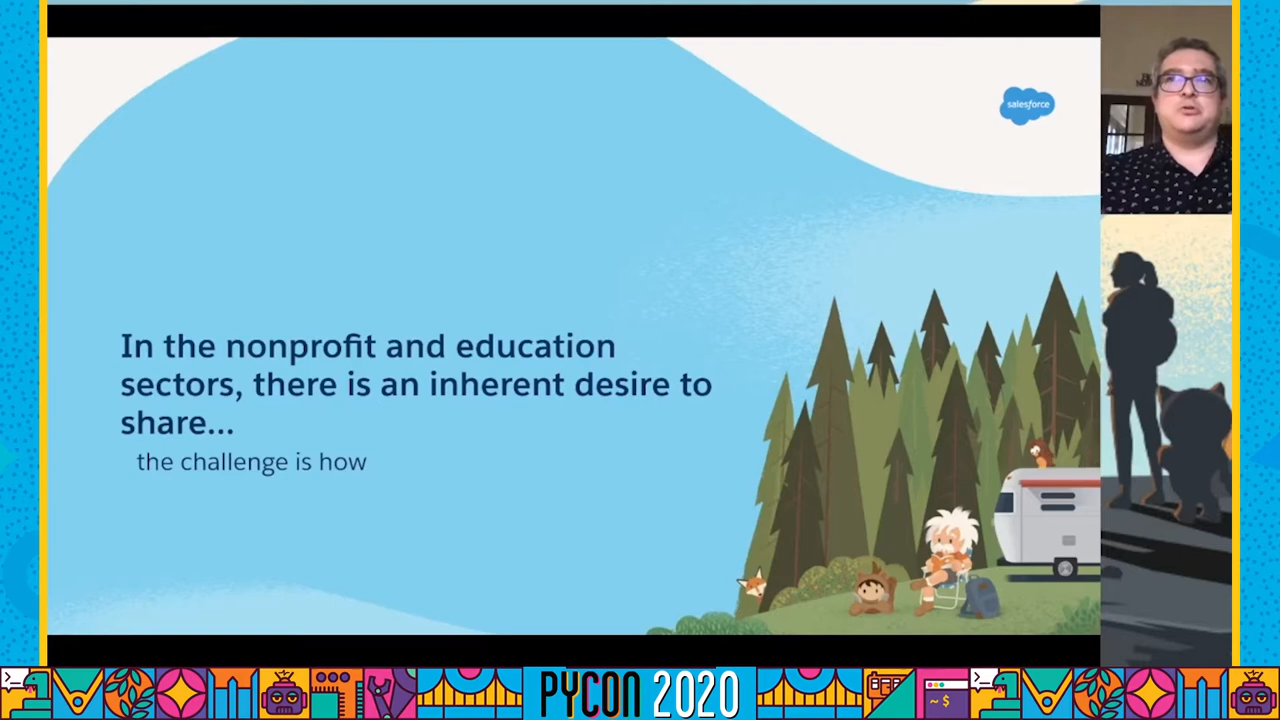 salesforce
In the nonprofit and education
sectors, there is an inherent desire to
share...
the challenge is how
~$
PYCON 2020